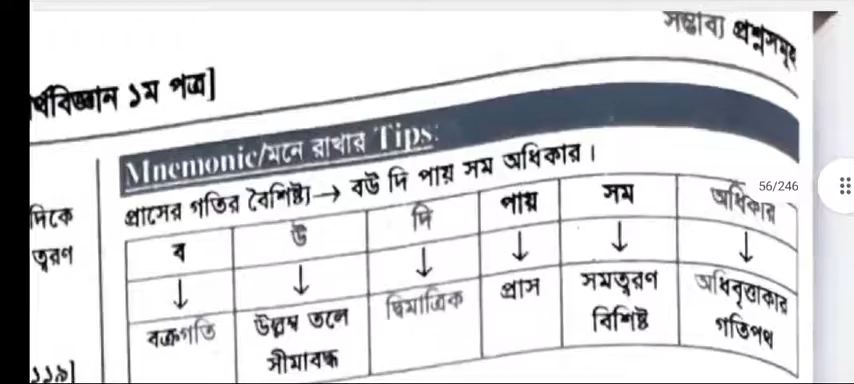 সম্ভাব্য প্রশ্নসমূহ
র্থবিজ্ঞান ১ম পত্র]
Mnemonic/মনে রাখার Tips:
প্রাসের গতির বৈশিষ্ট্য → বউ দি পায় সম অধিকার।
56/246
দিকে
ত্বরণ
ব উ দি পায় সম অধিকার
↓ ↓ ↓ ↓ ↓ ↓
বক্রগতি উল্লম্ব তলে দ্বিমাত্রিক প্রাস সমত্বরণ অধিবৃত্তাকার
সীমাবদ্ধ বিশিষ্ট গতিপথ
১১৯]